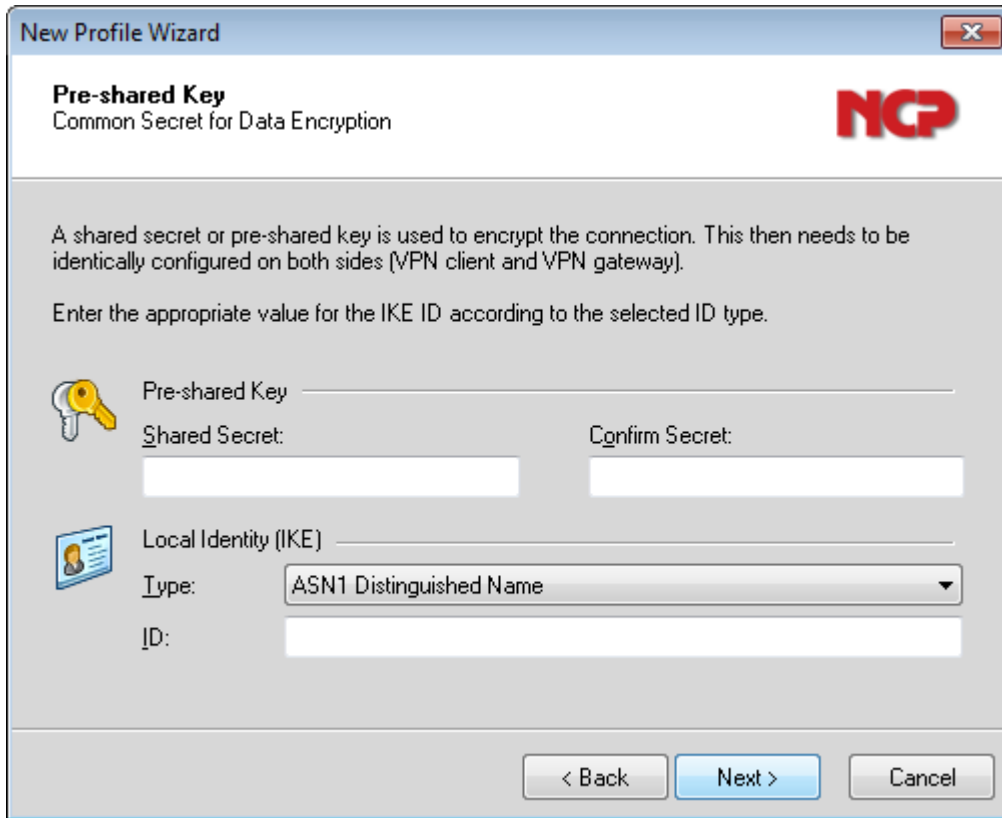 New Profile Wizard
Pre-shared Key
Common Secret for Data Encryption
NCP
A shared secret or pre-shared key is used to encrypt the connection. This then needs to be
identically configured on both sides (VPN client and VPN gateway).
Enter the appropriate value for the IKE ID according to the selected ID type.
Pre-shared Key
Shared Secret: Confirm Secret:
Local Identity (IKE)
Type: ASN1 Distinguished Name
ID:
< Back Next > Cancel